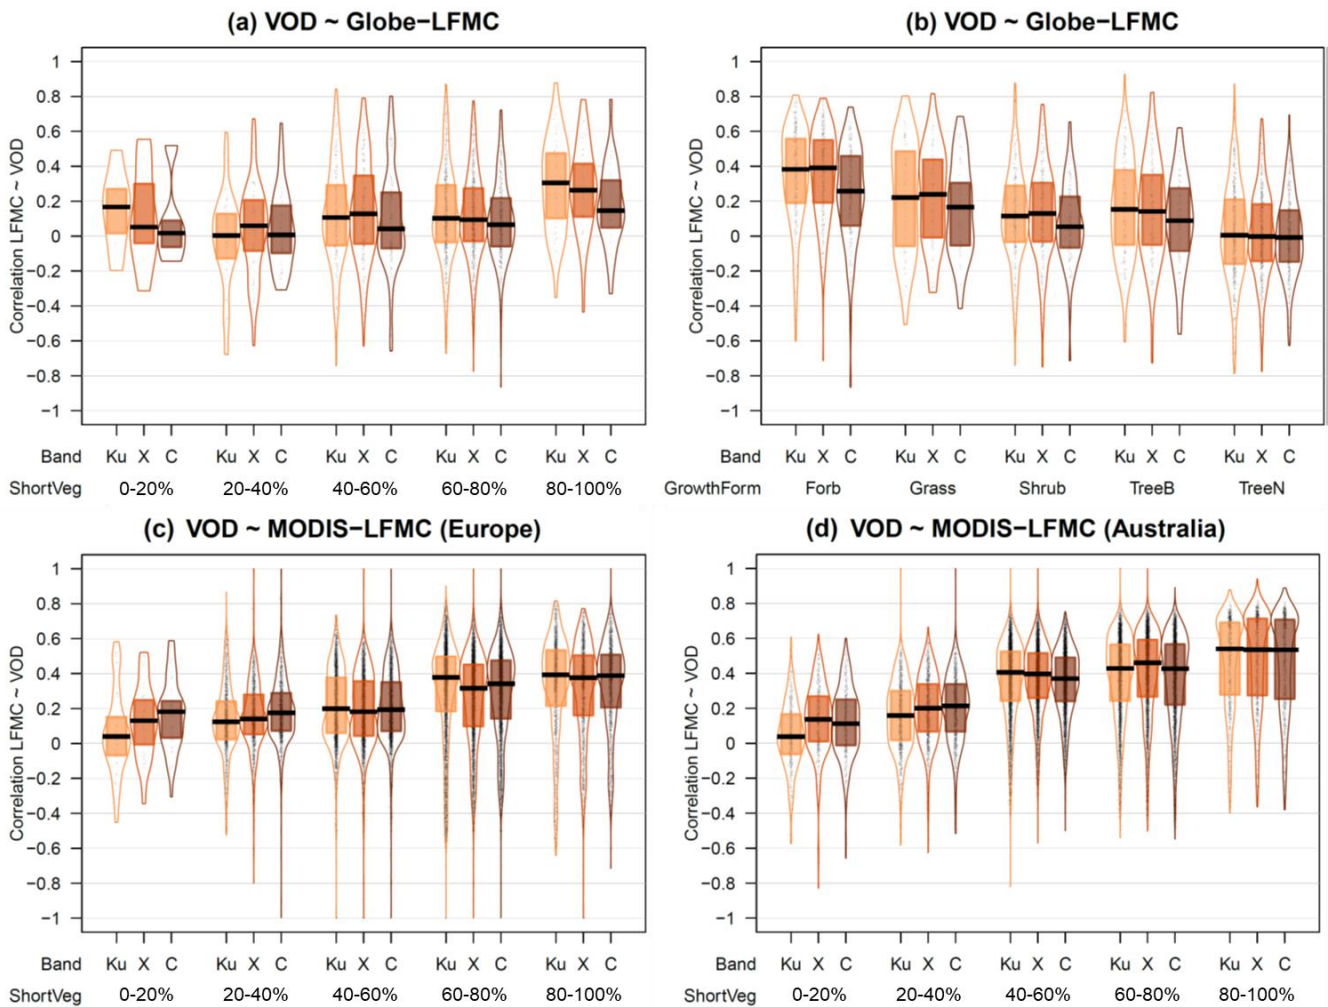 (a) VOD ~ Globe−LFMC
Correlation LFMC ~ VOD
1
0.8
0.6
0.4
0.2
0
−0.2
−0.4
−0.6
−0.8
−1
Band Ku X C Ku X C Ku X C Ku X C Ku X C
ShortVeg 0-20% 20-40% 40-60% 60-80% 80-100%
(b) VOD ~ Globe−LFMC
Correlation LFMC ~ VOD
1
0.8
0.6
0.4
0.2
0
−0.2
−0.4
−0.6
−0.8
−1
Band Ku X C Ku X C Ku X C Ku X C Ku X C
GrowthForm Forb Grass Shrub TreeB TreeN
(c) VOD ~ MODIS−LFMC (Europe)
Correlation LFMC ~ VOD
1
0.8
0.6
0.4
0.2
0
−0.2
−0.4
−0.6
−0.8
−1
Band Ku X C Ku X C Ku X C Ku X C Ku X C
ShortVeg 0-20% 20-40% 40-60% 60-80% 80-100%
(d) VOD ~ MODIS−LFMC (Australia)
Correlation LFMC ~ VOD
1
0.8
0.6
0.4
0.2
0
−0.2
−0.4
−0.6
−0.8
−1
Band Ku X C Ku X C Ku X C Ku X C Ku X C
ShortVeg 0-20% 20-40% 40-60% 60-80% 80-100%